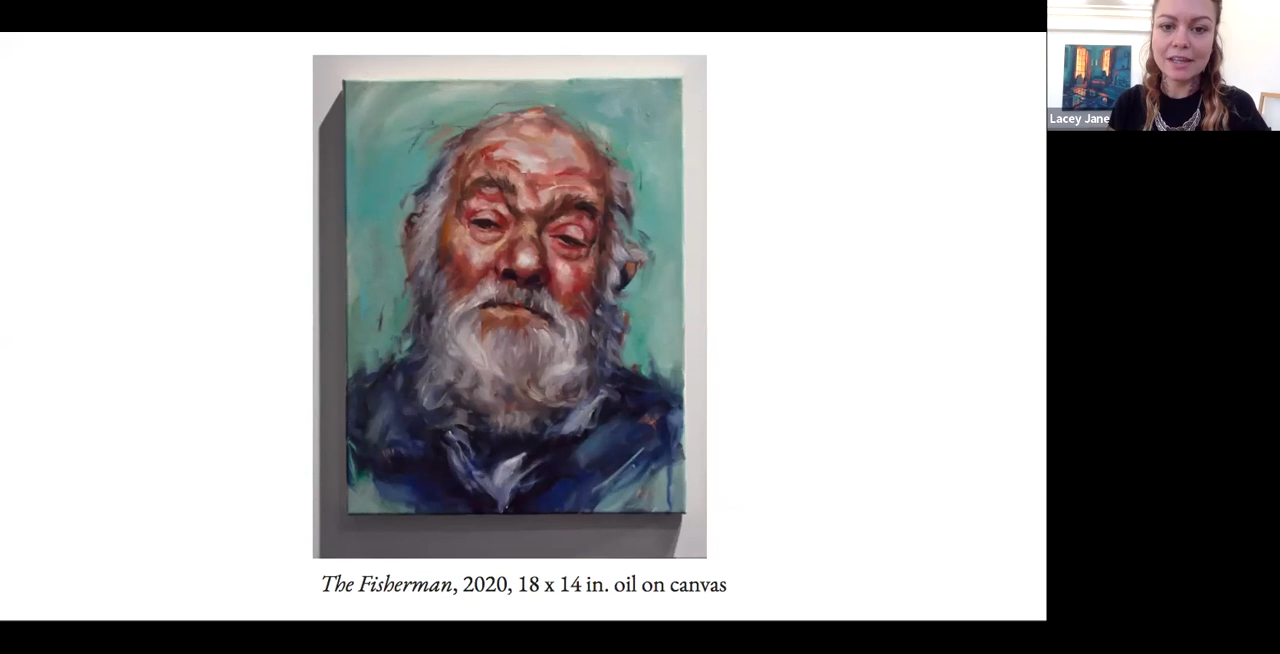 Lacey Jane
The Fisherman, 2020, 18 x 14 in. oil on canvas